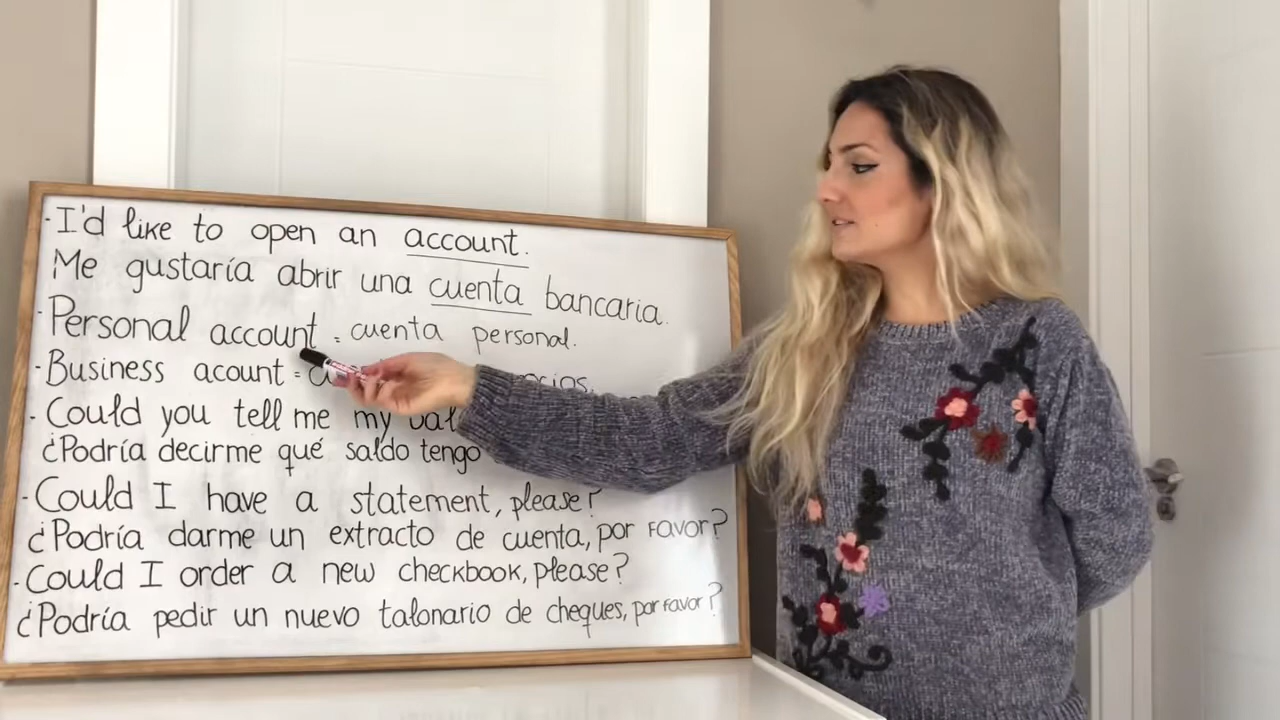 · I'd like to open an account.
Me gustaría abrir una cuenta bancaria.
· Personal account = cuenta personal.
· Business acount =
· Could you tell me my
¿Podría decirme qué saldo tengo
· Could I have a statement, please?
¿Podría darme un extracto de cuenta, por favor?
· Could I order a new checkbook, please?
¿Podría pedir un nuevo talonario de cheques, por favor?